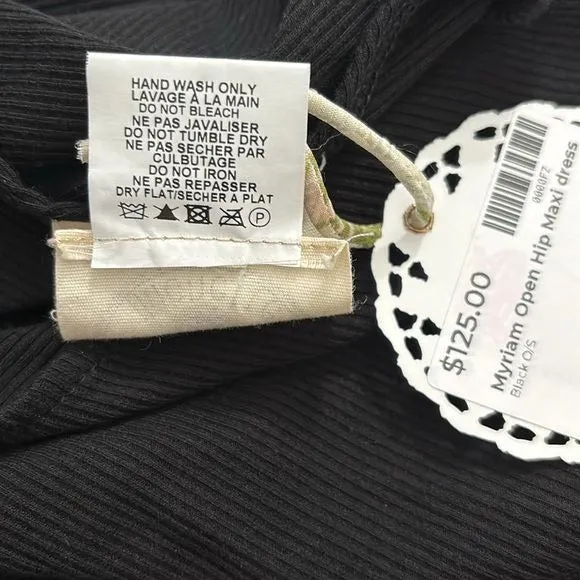 HAND WASH ONLY
LAVAGE À LA MAIN
DO NOT BLEACH
NE PAS JAVALISER
DO NOT TUMBLE DRY
NE PAS SECHER PAR
CULBUTAGE
DO NOT IRON
NE PAS REPASSER
DRY FLAT/SECHER A PLAT
P
0000FZ
$125.00
Myriam Open Hip Maxi dress
Black O/S